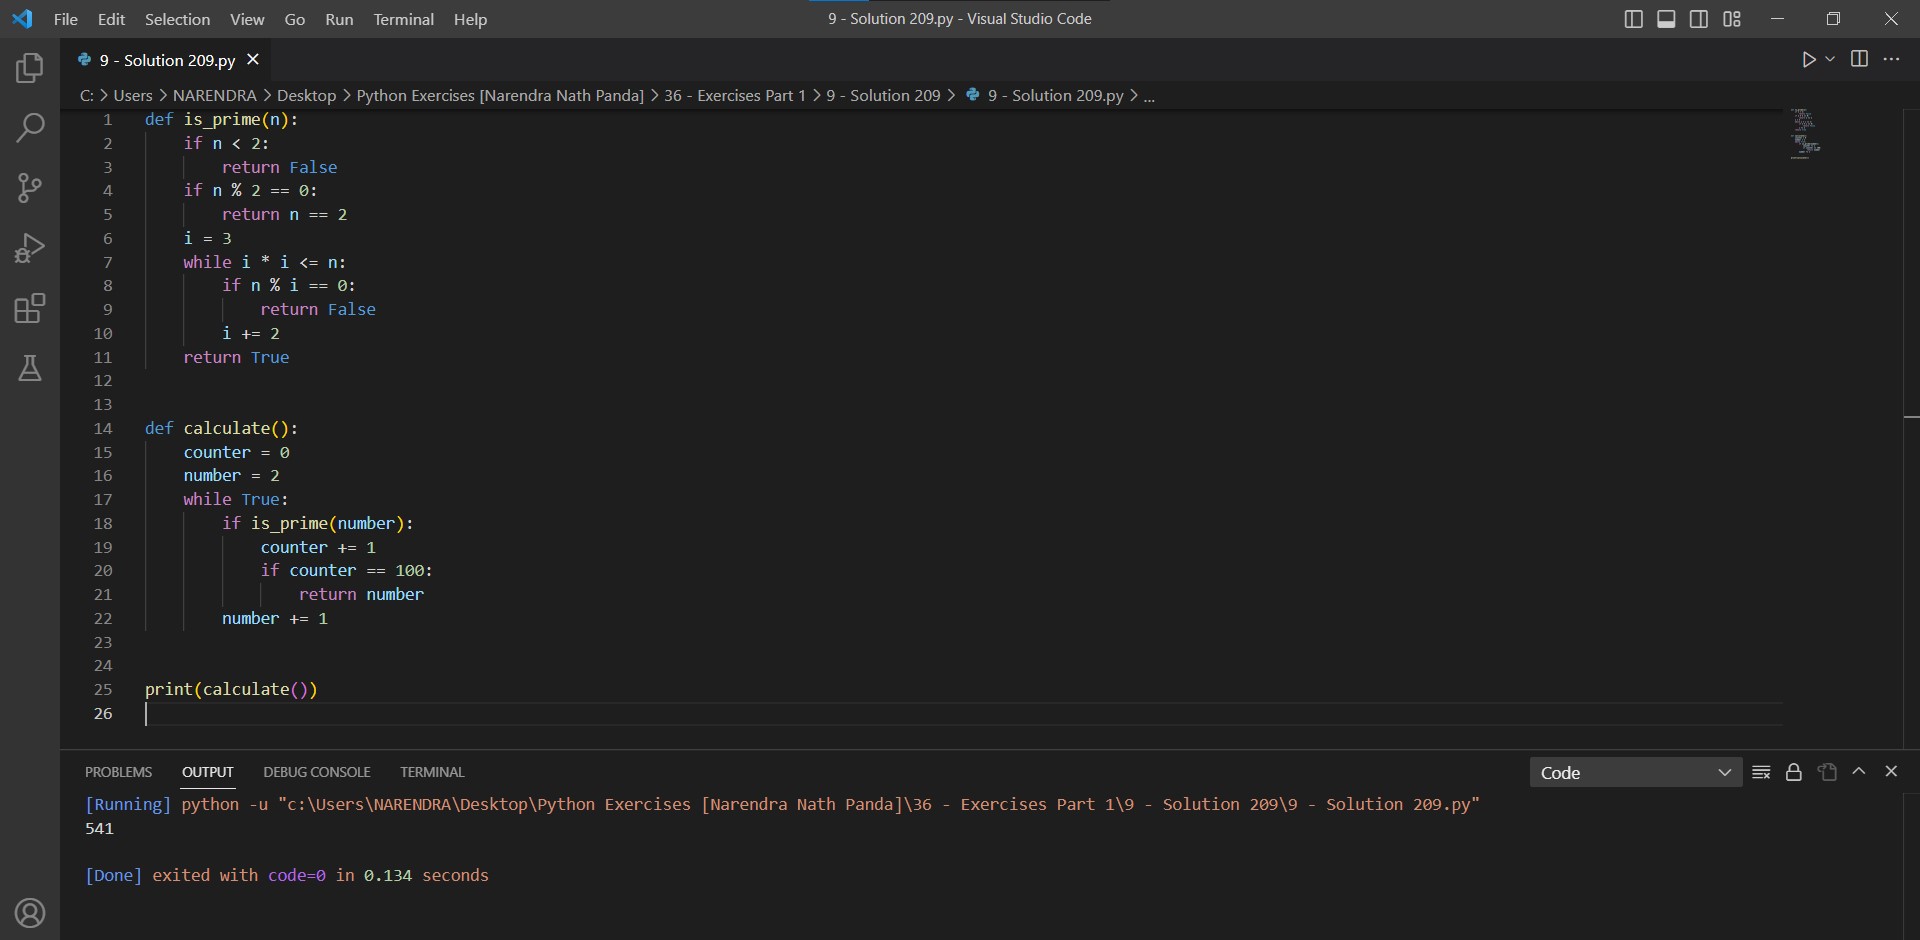 File Edit Selection View Go Run Terminal Help 9 - Solution 209.py - Visual Studio Code
9 - Solution 209.py
C: > Users > NARENDRA > Desktop > Python Exercises [Narendra Nath Panda] > 36 - Exercises Part 1 > 9 - Solution 209 > 9 - Solution 209.py > ...
1 def is_prime(n):
2     if n < 2:
3         return False
4     if n % 2 == 0:
5         return n == 2
6     i = 3
7     while i * i <= n:
8         if n % i == 0:
9             return False
10         i += 2
11     return True
12
13
14 def calculate():
15     counter = 0
16     number = 2
17     while True:
18         if is_prime(number):
19             counter += 1
20             if counter == 100:
21                 return number
22         number += 1
23
24
25 print(calculate())
26
PROBLEMS OUTPUT DEBUG CONSOLE TERMINAL Code
[Running] python -u "c:\Users\NARENDRA\Desktop\Python Exercises [Narendra Nath Panda]\36 - Exercises Part 1\9 - Solution 209\9 - Solution 209.py"
541
[Done] exited with code=0 in 0.134 seconds